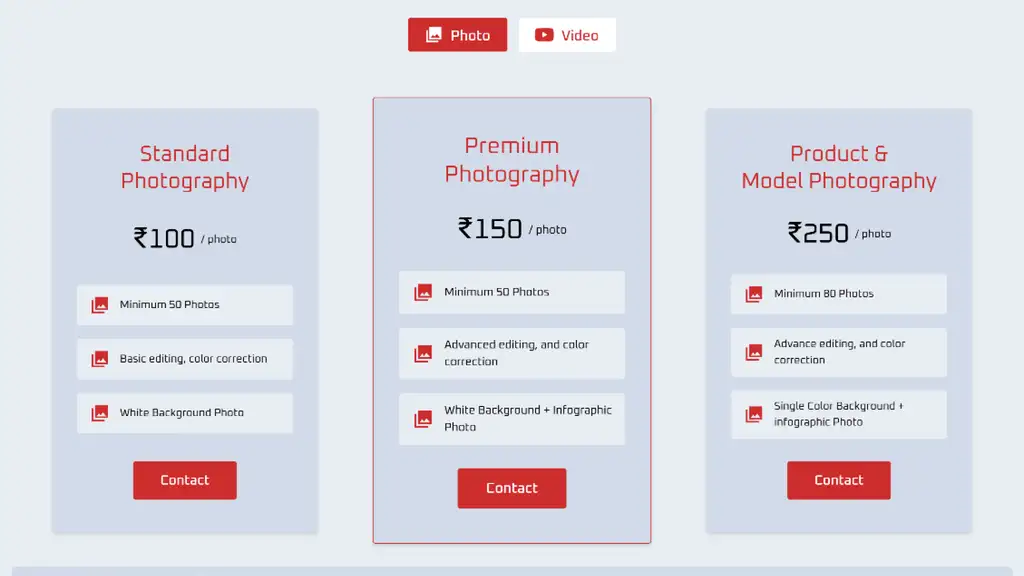 Photo
Video
Standard
Photography
₹100 / photo
Minimum 50 Photos
Basic editing, color correction
White Background Photo
Contact
Premium
Photography
₹150 / photo
Minimum 50 Photos
Advanced editing, and color
correction
White Background + Infographic
Photo
Contact
Product &
Model Photography
₹250 / photo
Minimum 80 Photos
Advance editing, and color
correction
Single Color Background +
infographic Photo
Contact